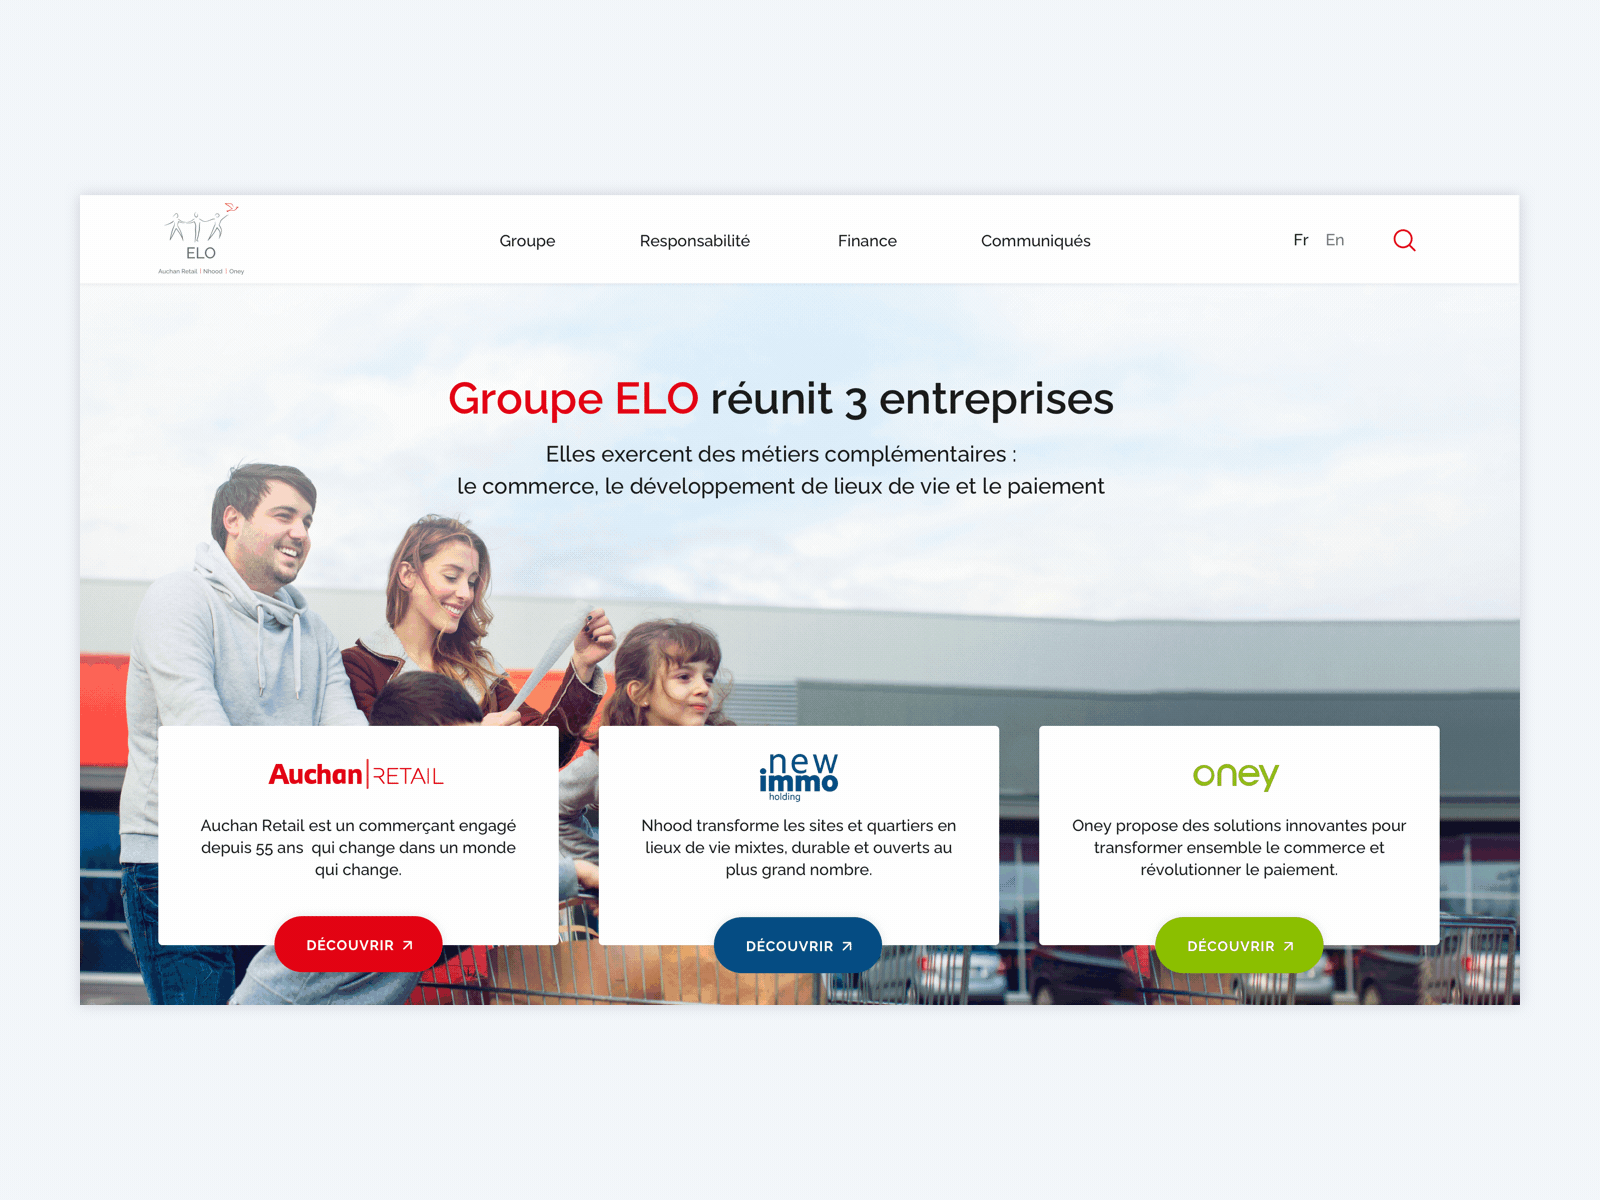 ELO
Auchan Retail | Nhood | Oney
Groupe
Responsabilité
Finance
Communiqués
Fr
En
Groupe ELO réunit 3 entreprises
Elles exercent des métiers complémentaires :
le commerce, le développement de lieux de vie et le paiement
Auchan | RETAIL
Auchan Retail est un commerçant engagé
depuis 55 ans  qui change dans un monde
qui change.
DÉCOUVRIR
new
immo
holding
Nhood transforme les sites et quartiers en
lieux de vie mixtes, durable et ouverts au
plus grand nombre.
DÉCOUVRIR
oney
Oney propose des solutions innovantes pour
transformer ensemble le commerce et
révolutionner le paiement.
DÉCOUVRIR